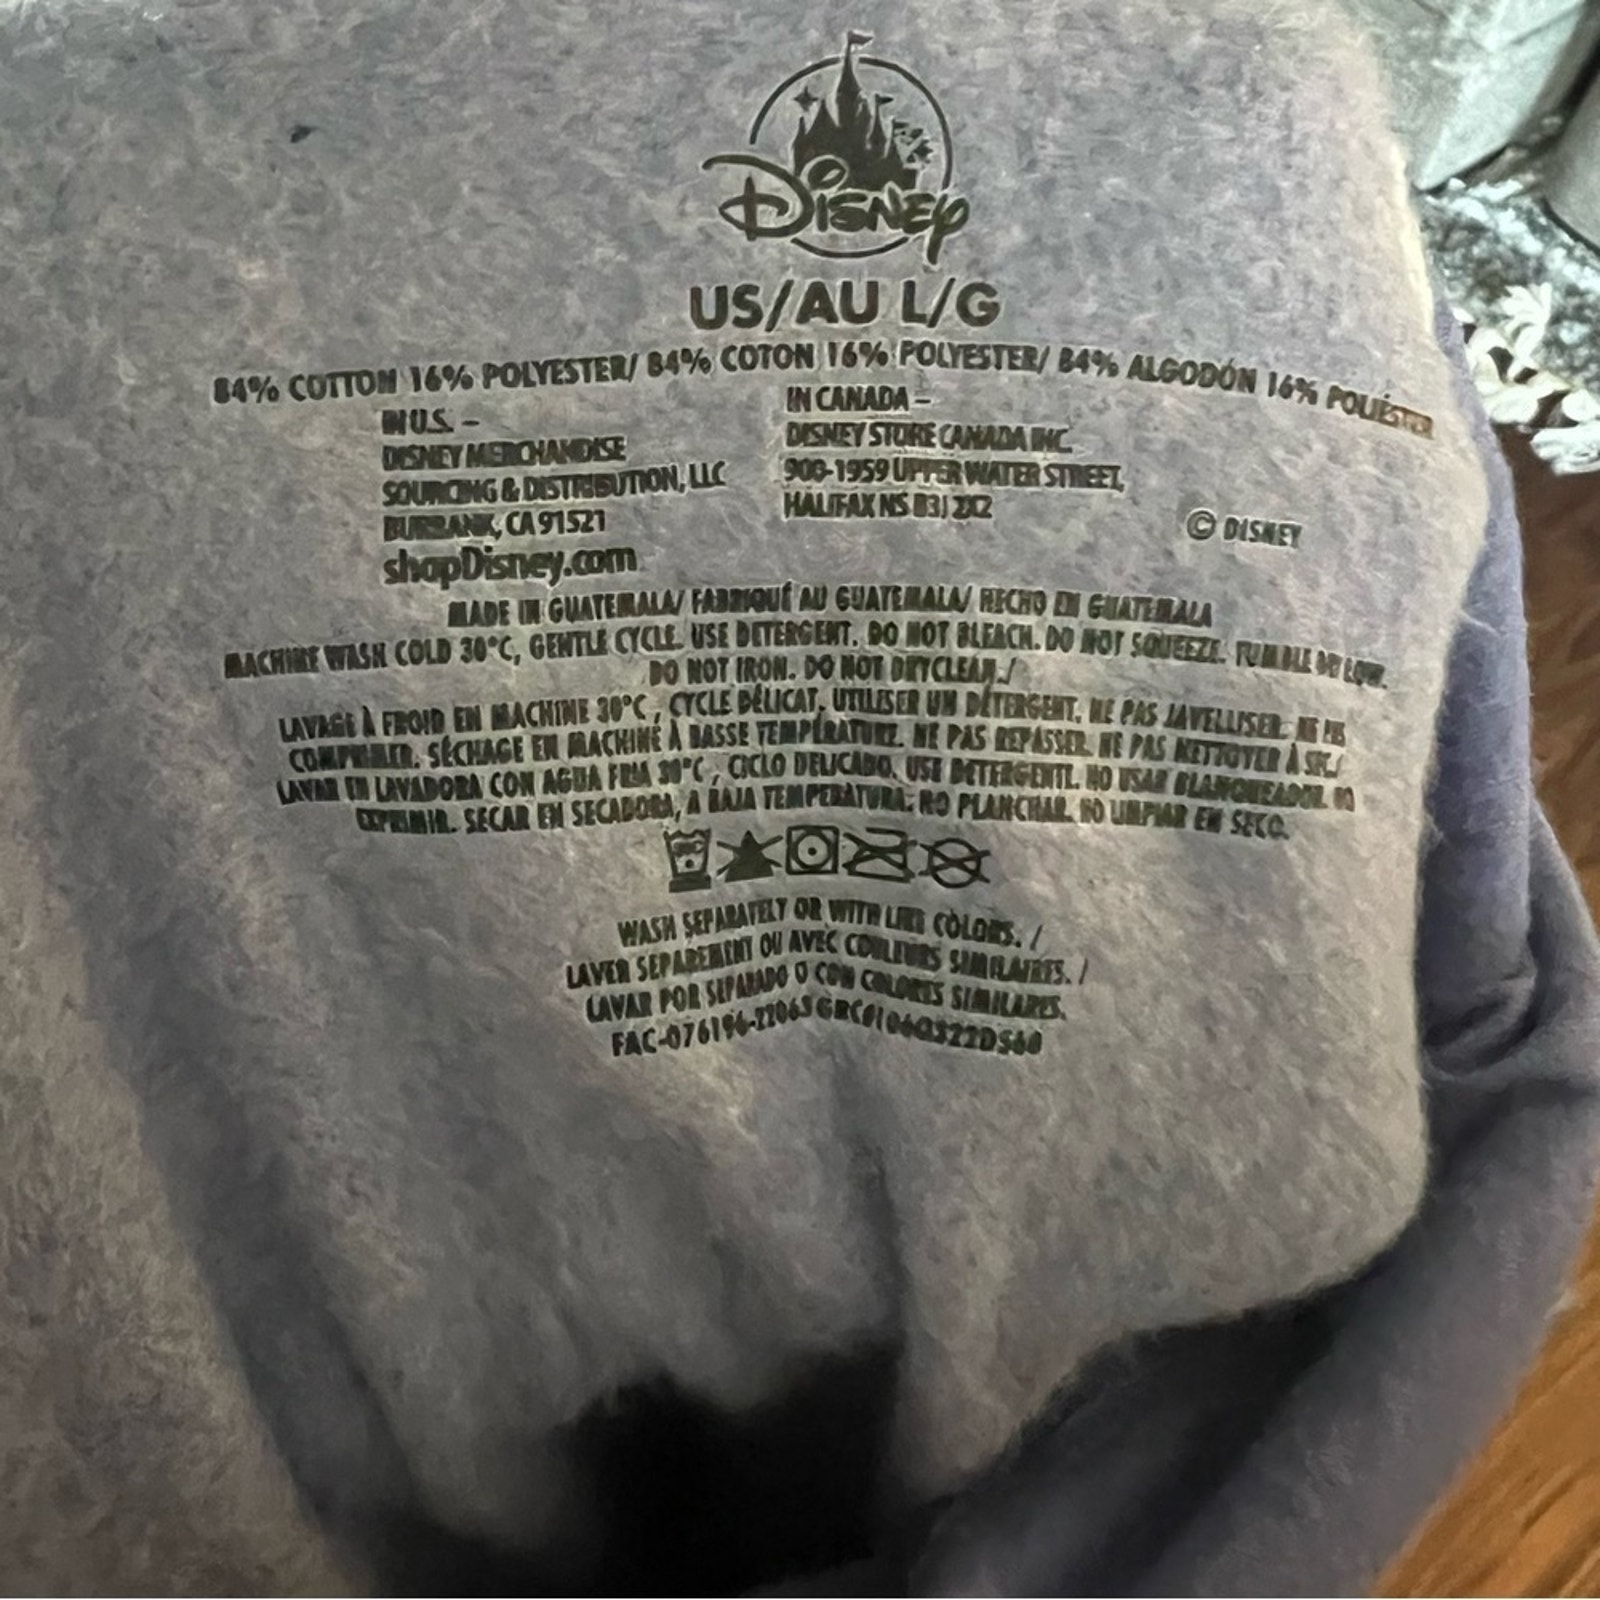 Disney
US/AU L/G
84% COTTON 16% POLYESTER/ 84% COTON 16% POLYESTER/ 84% ALGODÓN 16% POLIÉSTER
IN U.S. –
DISNEY MERCHANDISE
SOURCING & DISTRIBUTION, LLC
BURBANK, CA 91521
shopDisney.com
IN CANADA –
DISNEY STORE CANADA INC.
900-1959 UPPER WATER STREET,
HALIFAX NS B3J 2X2
© DISNEY
MADE IN GUATEMALA/ FABRIQUÉ AU GUATEMALA/ HECHO EN GUATEMALA
MACHINE WASH COLD 30°C, GENTLE CYCLE. USE DETERGENT. DO NOT BLEACH. DO NOT SQUEEZE. TUMBLE DRY LOW.
DO NOT IRON. DO NOT DRYCLEAN./
LAVAGE À FROID EN MACHINE 30°C, CYCLE DÉLICAT. UTILISER UN DÉTERGENT. NE PAS JAVELLISER. NE PAS
COMPRIMER. SÉCHAGE EN MACHINE À BASSE TEMPÉRATURE. NE PAS REPASSER. NE PAS NETTOYER À SEC./
LAVAR EN LAVADORA CON AGUA FRIA 30°C, CICLO DELICADO. USE DETERGENTE. NO USAR BLANQUEADOR. NO
EXPRIMIR. SECAR EN SECADORA, A BAJA TEMPERATURA. NO PLANCHAR. NO LIMPIAR EN SECO.
WASH SEPARATELY OR WITH LIKE COLORS. /
LAVER SEPAREMENT OU AVEC COULEURS SIMILAIRES. /
LAVAR POR SEPARADO O CON COLORES SIMILARES.
FAC-076196-22063